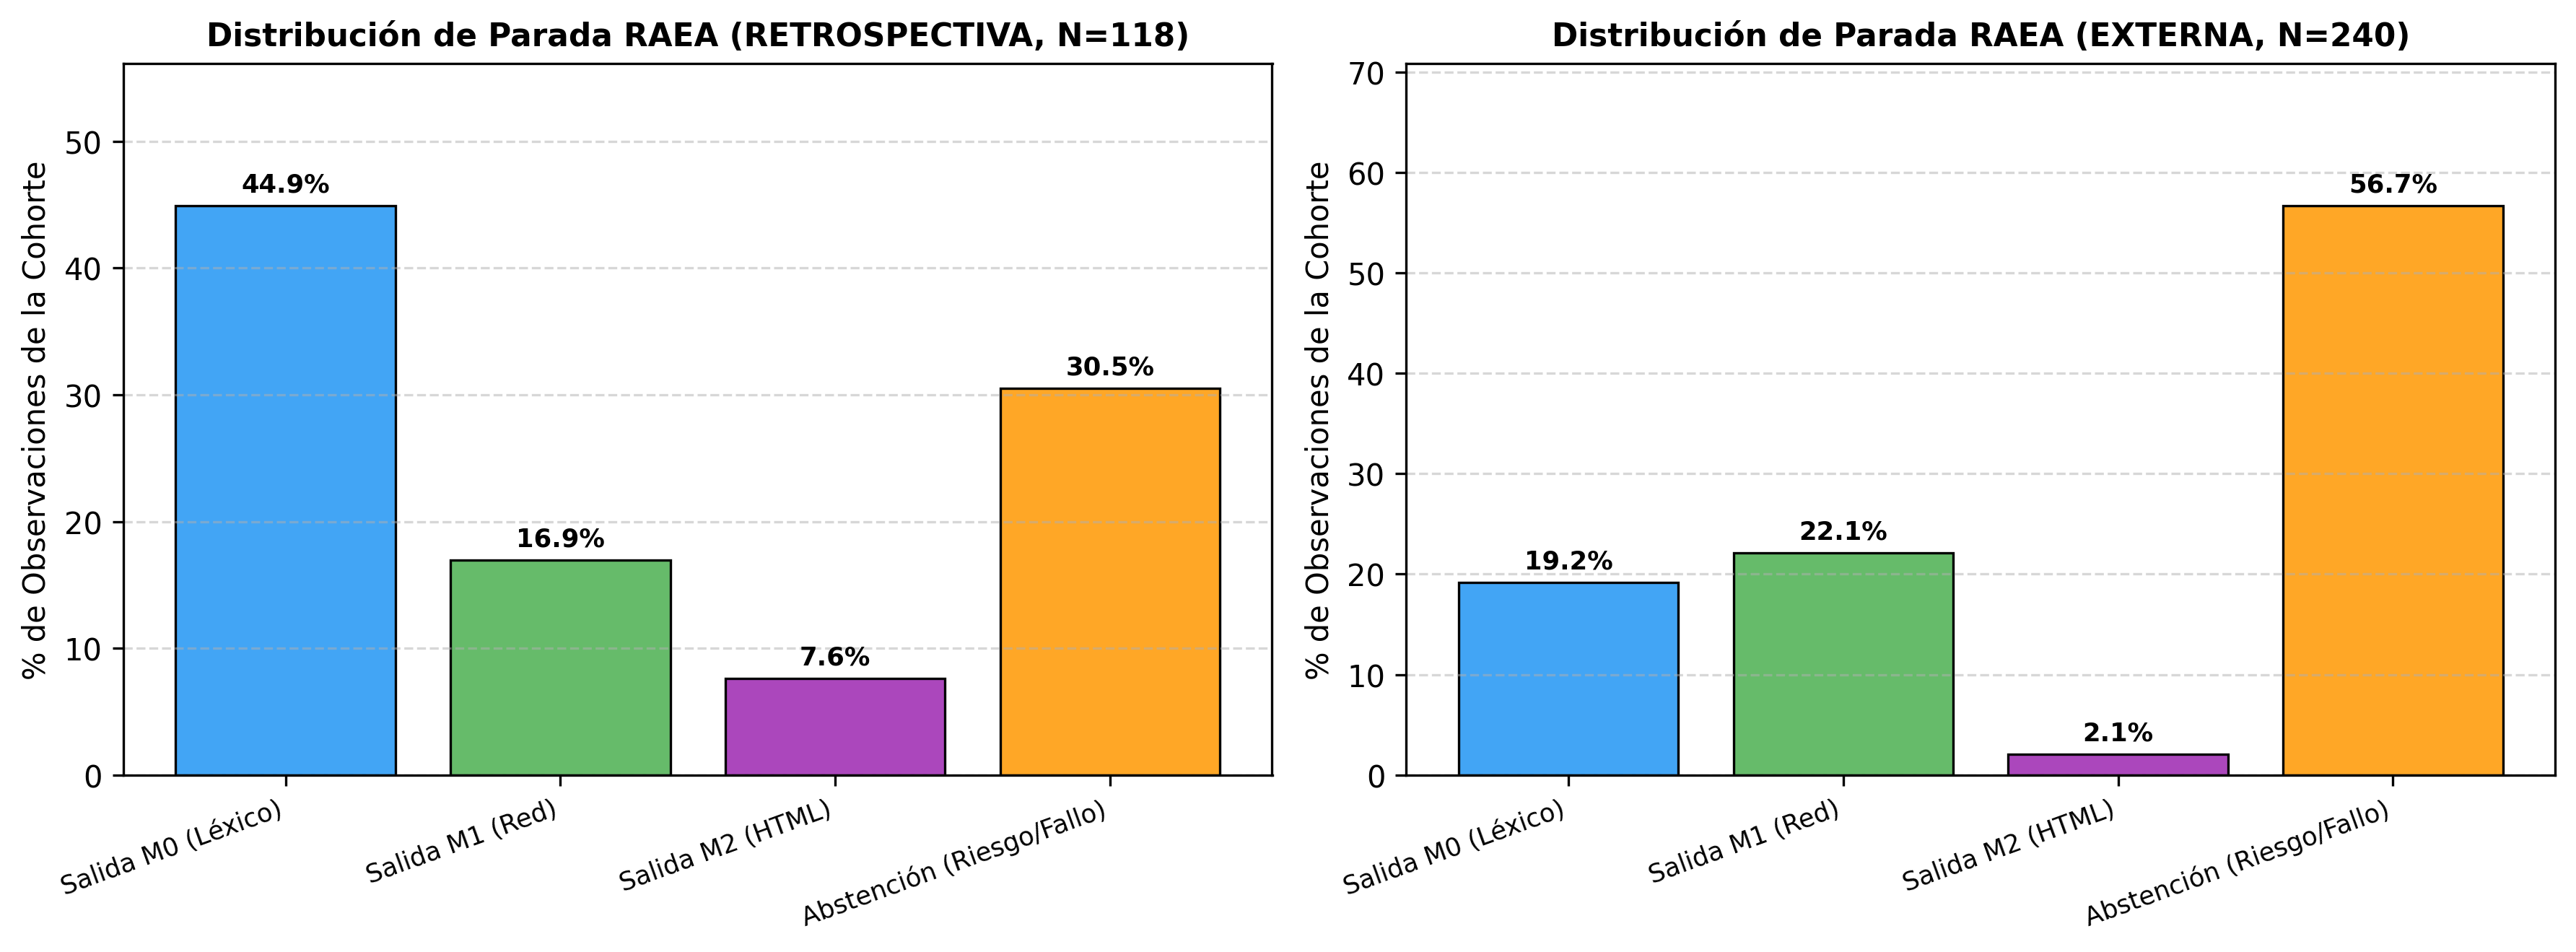 Distribución de Parada RAEA (RETROSPECTIVA, N=118)
% de Observaciones de la Cohorte
50
40
30
20
10
0
44.9%
16.9%
7.6%
30.5%
Salida M0 (Léxico)
Salida M1 (Red)
Salida M2 (HTML)
Abstención (Riesgo/Fallo)
Distribución de Parada RAEA (EXTERNA, N=240)
% de Observaciones de la Cohorte
70
60
50
40
30
20
10
0
19.2%
22.1%
2.1%
56.7%
Salida M0 (Léxico)
Salida M1 (Red)
Salida M2 (HTML)
Abstención (Riesgo/Fallo)